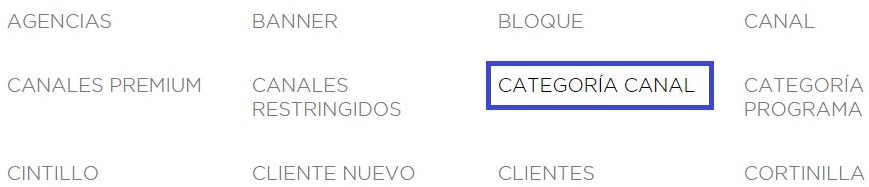 AGENCIAS
BANNER
BLOQUE
CANAL
CANALES PREMIUM
CANALES
RESTRINGIDOS
CATEGORÍA CANAL
CATEGORÍA
PROGRAMA
CINTILLO
CLIENTE NUEVO
CLIENTES
CORTINILLA